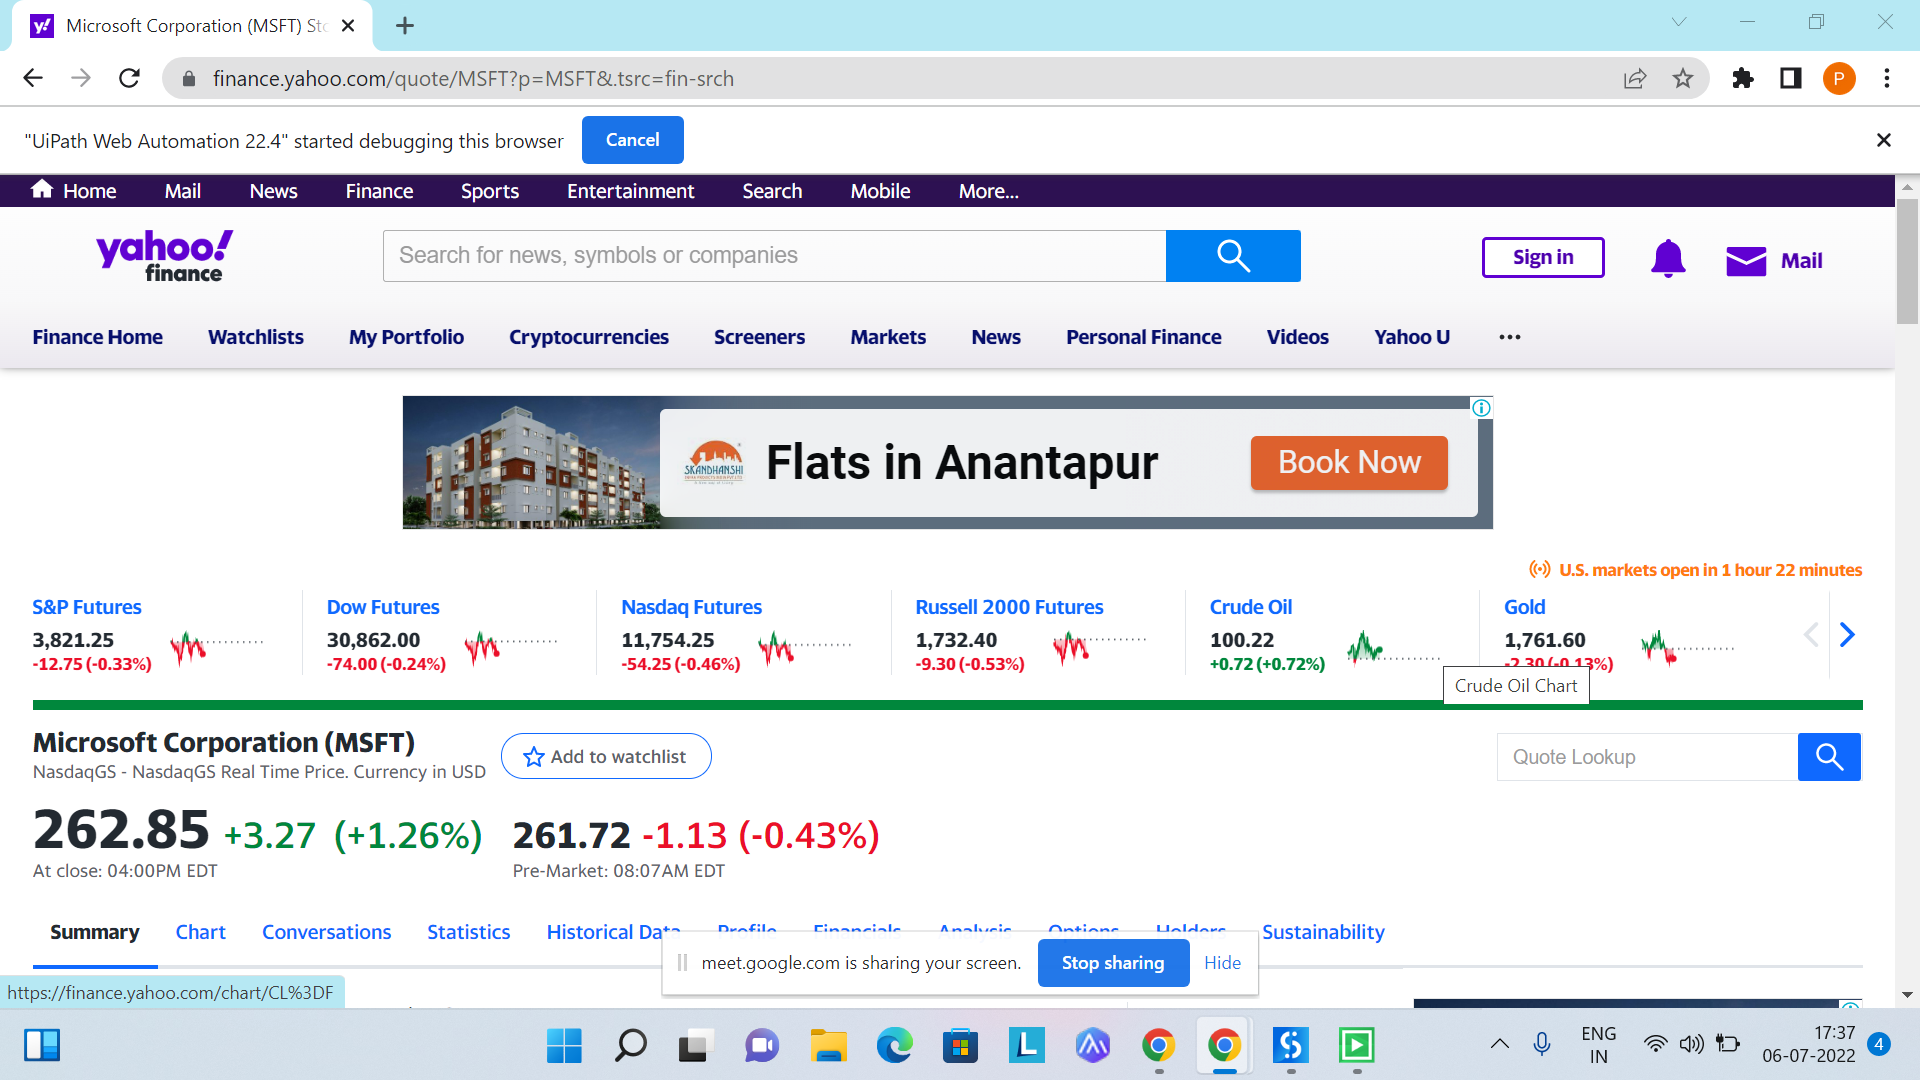 Microsoft Corporation (MSFT) Sto
finance.yahoo.com/quote/MSFT?p=MSFT&.tsrc=fin-srch
P
"UiPath Web Automation 22.4" started debugging this browser
Cancel
Home Mail News Finance Sports Entertainment Search Mobile More...
yahoo!
finance
Search for news, symbols or companies
Sign in
Mail
Finance Home Watchlists My Portfolio Cryptocurrencies Screeners Markets News Personal Finance Videos Yahoo U
SKANDHANSHI
Flats in Anantapur
Book Now
U.S. markets open in 1 hour 22 minutes
S&P Futures Dow Futures Nasdaq Futures Russell 2000 Futures Crude Oil Gold
3,821.25 30,862.00 11,754.25 1,732.40 100.22 1,761.60
-12.75 (-0.33%) -74.00 (-0.24%) -54.25 (-0.46%) -9.30 (-0.53%) +0.72 (+0.72%) -2.30 (-0.13%)
Crude Oil Chart
Microsoft Corporation (MSFT)
NasdaqGS - NasdaqGS Real Time Price. Currency in USD
Add to watchlist
Quote Lookup
262.85 +3.27 (+1.26%) 261.72 -1.13 (-0.43%)
At close: 04:00PM EDT Pre-Market: 08:07AM EDT
Summary Chart Conversations Statistics Historical Data Profile Financials Analysis Options Holders Sustainability
meet.google.com is sharing your screen.
Stop sharing
Hide
https://finance.yahoo.com/chart/CL%3DF
L
ENG
IN
17:37
06-07-2022
4